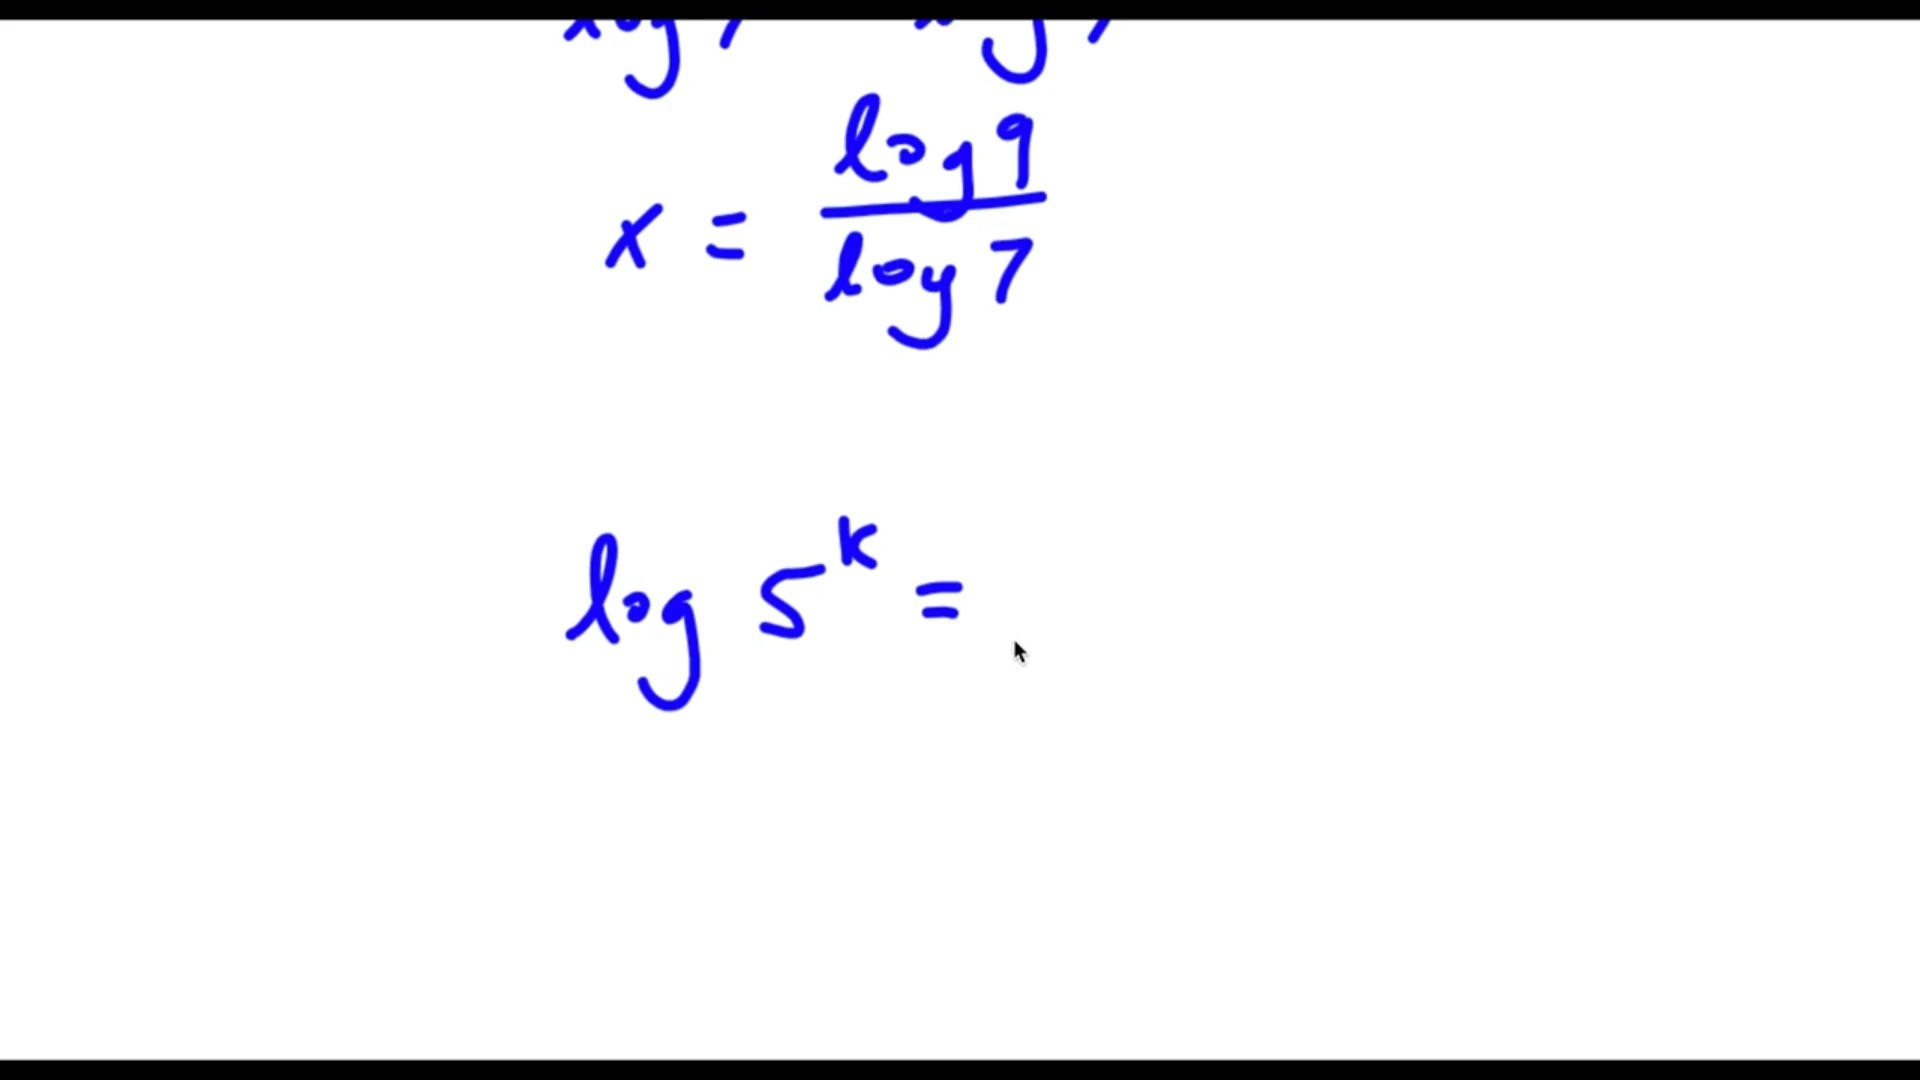 x = log 9 / log 7
log 5^k =